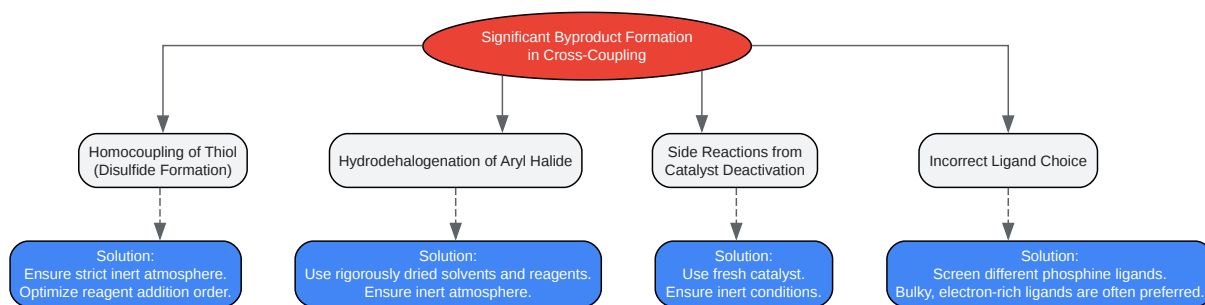 Significant Byproduct Formation
in Cross-Coupling
Homocoupling of Thiol
(Disulfide Formation)
Hydrodehalogenation of Aryl Halide
Side Reactions from
Catalyst Deactivation
Incorrect Ligand Choice
Solution:
Ensure strict inert atmosphere.
Optimize reagent addition order.
Solution:
Use rigorously dried solvents and reagents.
Ensure inert atmosphere.
Solution:
Use fresh catalyst.
Ensure inert conditions.
Solution:
Screen different phosphine ligands.
Bulky, electron-rich ligands are often preferred.